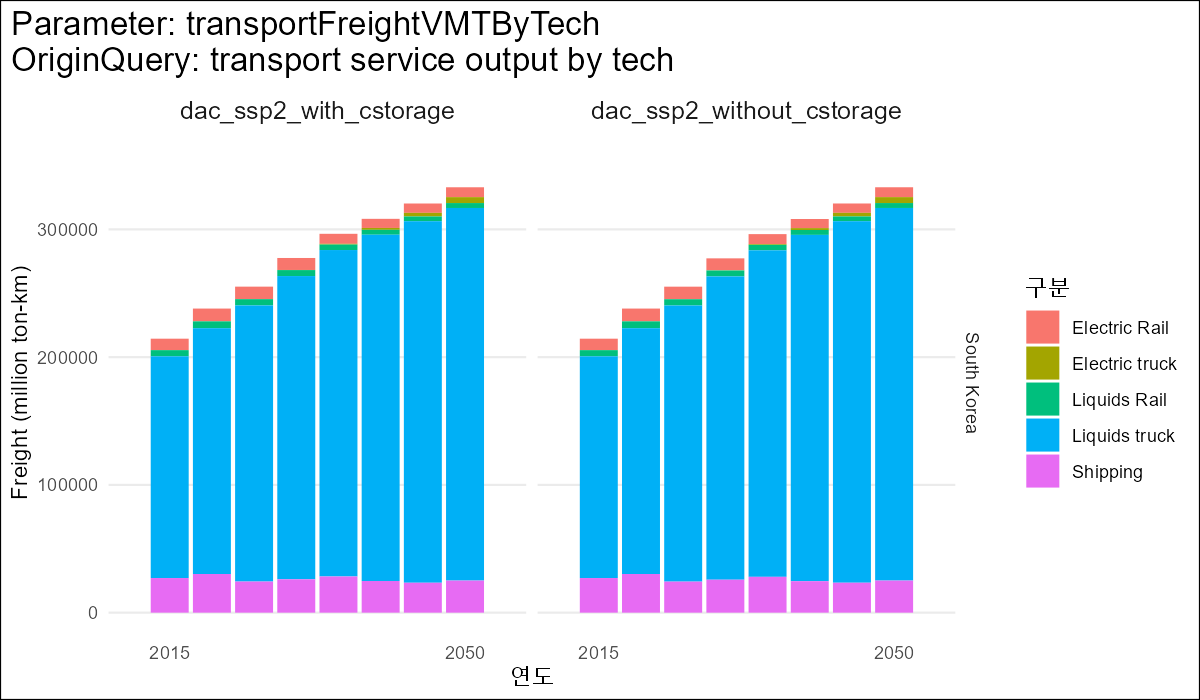 Parameter: transportFreightVMTByTech
OriginQuery: transport service output by tech
dac_ssp2_with_cstorage
dac_ssp2_without_cstorage
Freight (million ton-km)
300000
200000
100000
0
2015
2050
2015
2050
연도
South Korea
구분
Electric Rail
Electric truck
Liquids Rail
Liquids truck
Shipping